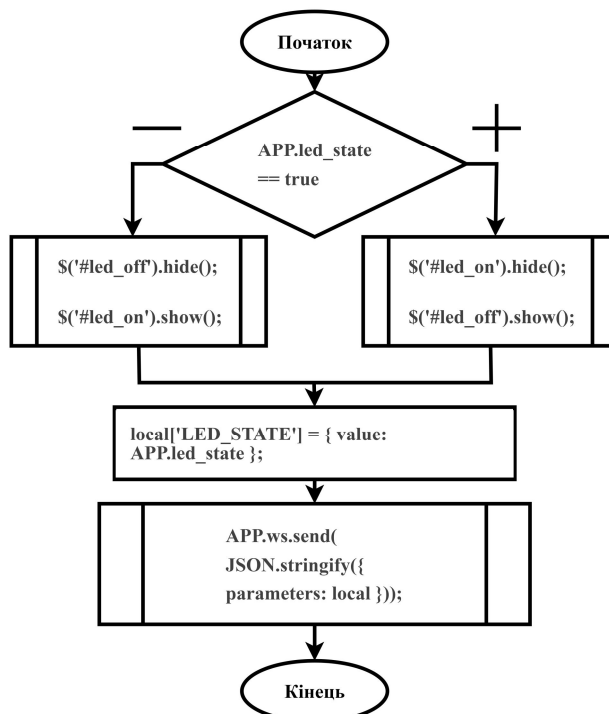 Початок
— +
APP.led_state
== true
$('#led_off').hide();
$('#led_on').show();
$('#led_on').hide();
$('#led_off').show();
local['LED_STATE'] = { value:
APP.led_state };
APP.ws.send(
JSON.stringify({
parameters: local }));
Кінець